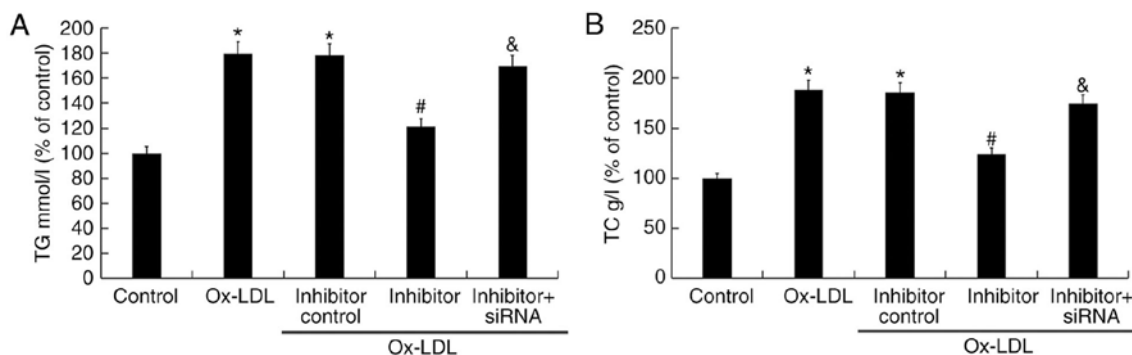 A
TG mmol/l (% of control)
200
180
160
140
120
100
80
60
40
20
0
*
*
#
&
Control
Ox-LDL
Inhibitor
control
Inhibitor
Inhibitor+
siRNA
Ox-LDL
B
TC g/l (% of control)
250
200
150
100
50
0
*
*
#
&
Control
Ox-LDL
Inhibitor
control
Inhibitor
Inhibitor+
siRNA
Ox-LDL